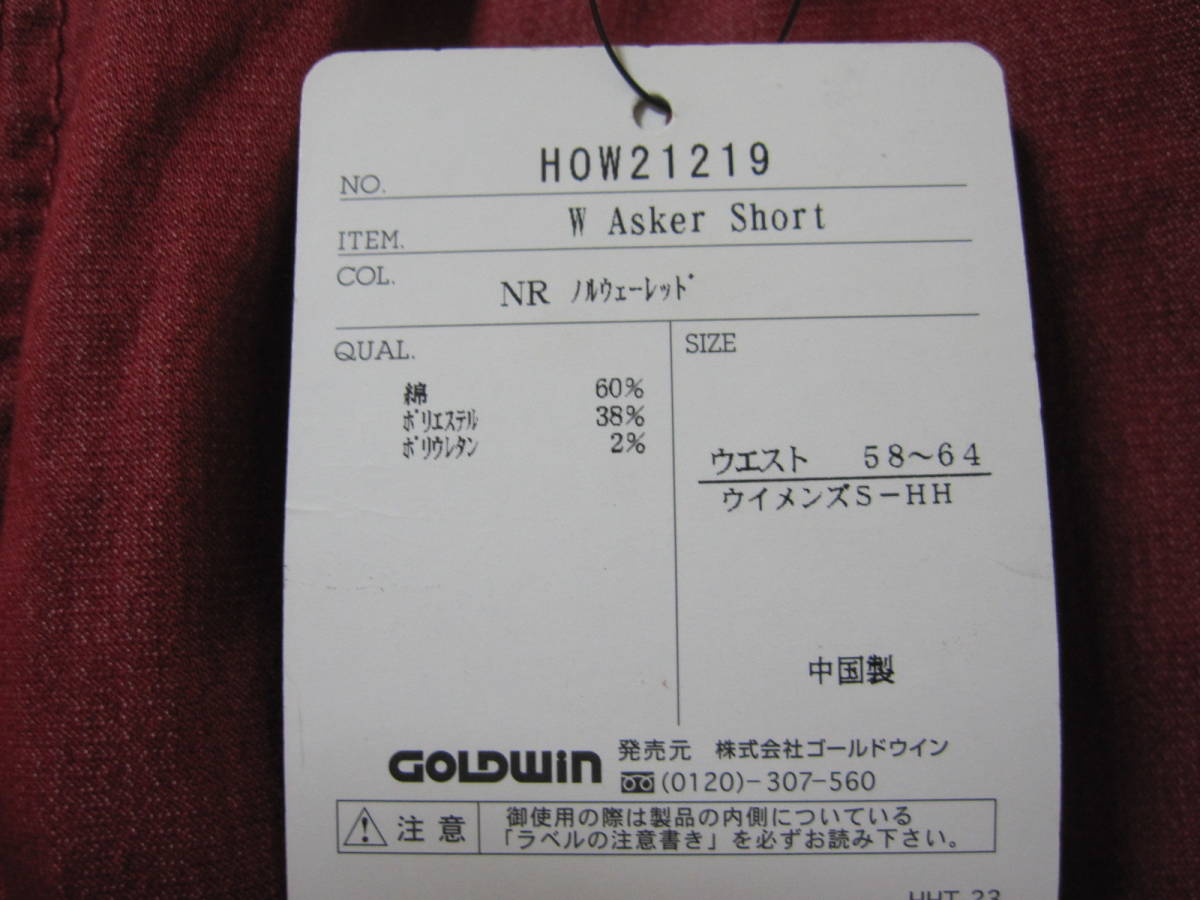 NO. HOW21219
ITEM. W Asker Short
COL. NR ﾉﾙｳｪｰﾚｯﾄﾞ
QUAL.
綿 60%
ﾎﾟﾘｴｽﾃﾙ 38%
ﾎﾟﾘｳﾚﾀﾝ 2%
SIZE
ウエスト 58~64
ウイメンズS-HH
中国製
GOLDWIN 発売元 株式会社ゴールドウイン
(0120)-307-560
注意
御使用の際は製品の内側についている
「ラベルの注意書き」を必ずお読み下さい。
HHT-23